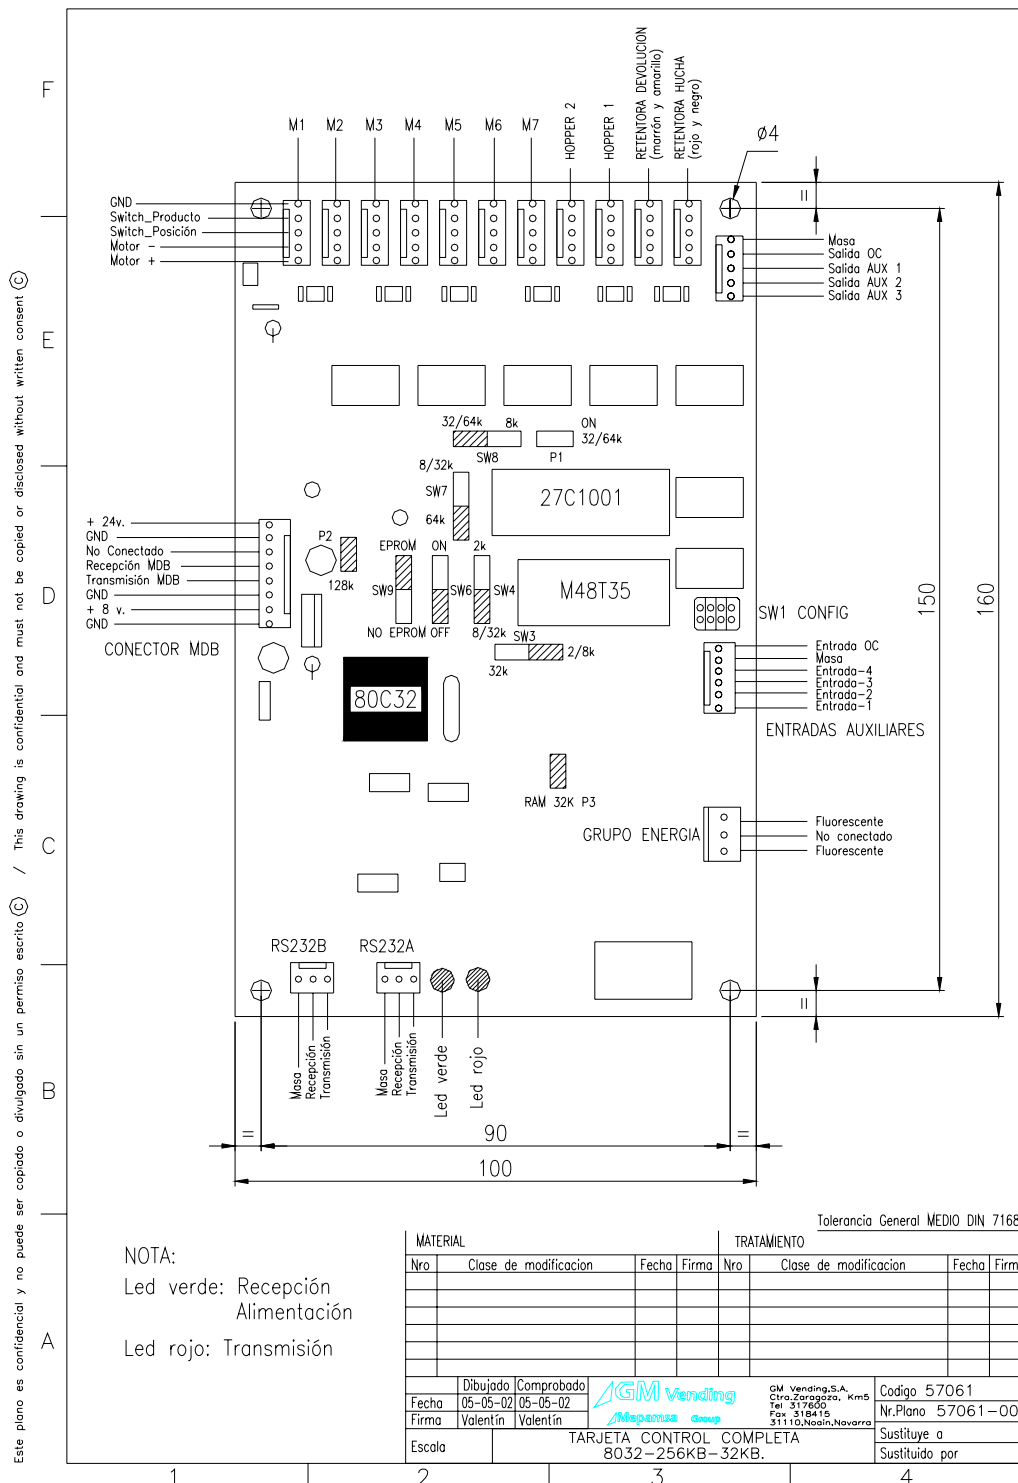 F
E
D
C
B
A
Este plano es confidencial y no puede ser copiado o divulgado sin un permiso escrito © / This drawing is confidential and must not be copied or disclosed without written consent ©
M1 M2 M3 M4 M5 M6 M7
HOPPER 2
HOPPER 1
RETENTORA DEVOLUCION
(marrón y amarillo)
RETENTORA HUCHA
(rojo y negro)
ø4
=
GND
Switch_Producto
Switch_Posición
Motor -
Motor +
Masa
Salida OC
Salida AUX 1
Salida AUX 2
Salida AUX 3
32/64k 8k ON
32/64k
SW8 P1
8/32k
SW7
64k
27C1001
+ 24v.
GND
No Conectado
Recepción MDB
Transmisión MDB
GND
+ 8 v.
GND
CONECTOR MDB
P2
128k
EPROM ON 2k
SW9 SW6 SW4
NO EPROM OFF 8/32k
M48T35
SW3
32k 2/8k
SW1 CONFIG
150
160
Entrada OC
Masa
Entrada-4
Entrada-3
Entrada-2
Entrada-1
ENTRADAS AUXILIARES
80C32
RAM 32K P3
GRUPO ENERGIA
Fluorescente
No conectado
Fluorescente
RS232B RS232A
=
Masa
Recepción
Transmisión
Masa
Recepción
Transmisión
Led verde
Led rojo
= 90 =
100
Tolerancia General MEDIO DIN 7168
NOTA:
Led verde: Recepción
Alimentación
Led rojo: Transmisión
MATERIAL TRATAMIENTO
Nro Clase de modificacion Fecha Firma Nro Clase de modificacion Fecha Firm
Dibujado Comprobado
Fecha 05-05-02 05-05-02
Firma Valentín Valentín
GM Vending
Mepamsa Group
GM Vending,S.A.
Ctra.Zaragoza, Km5
Tel 317600
Fax 318415
31110,Noain,Navarra
Codigo 57061
Nr.Plano 57061-00
Escala
TARJETA CONTROL COMPLETA
8032-256KB-32KB.
Sustituye a
Sustituido por
1 2 3 4